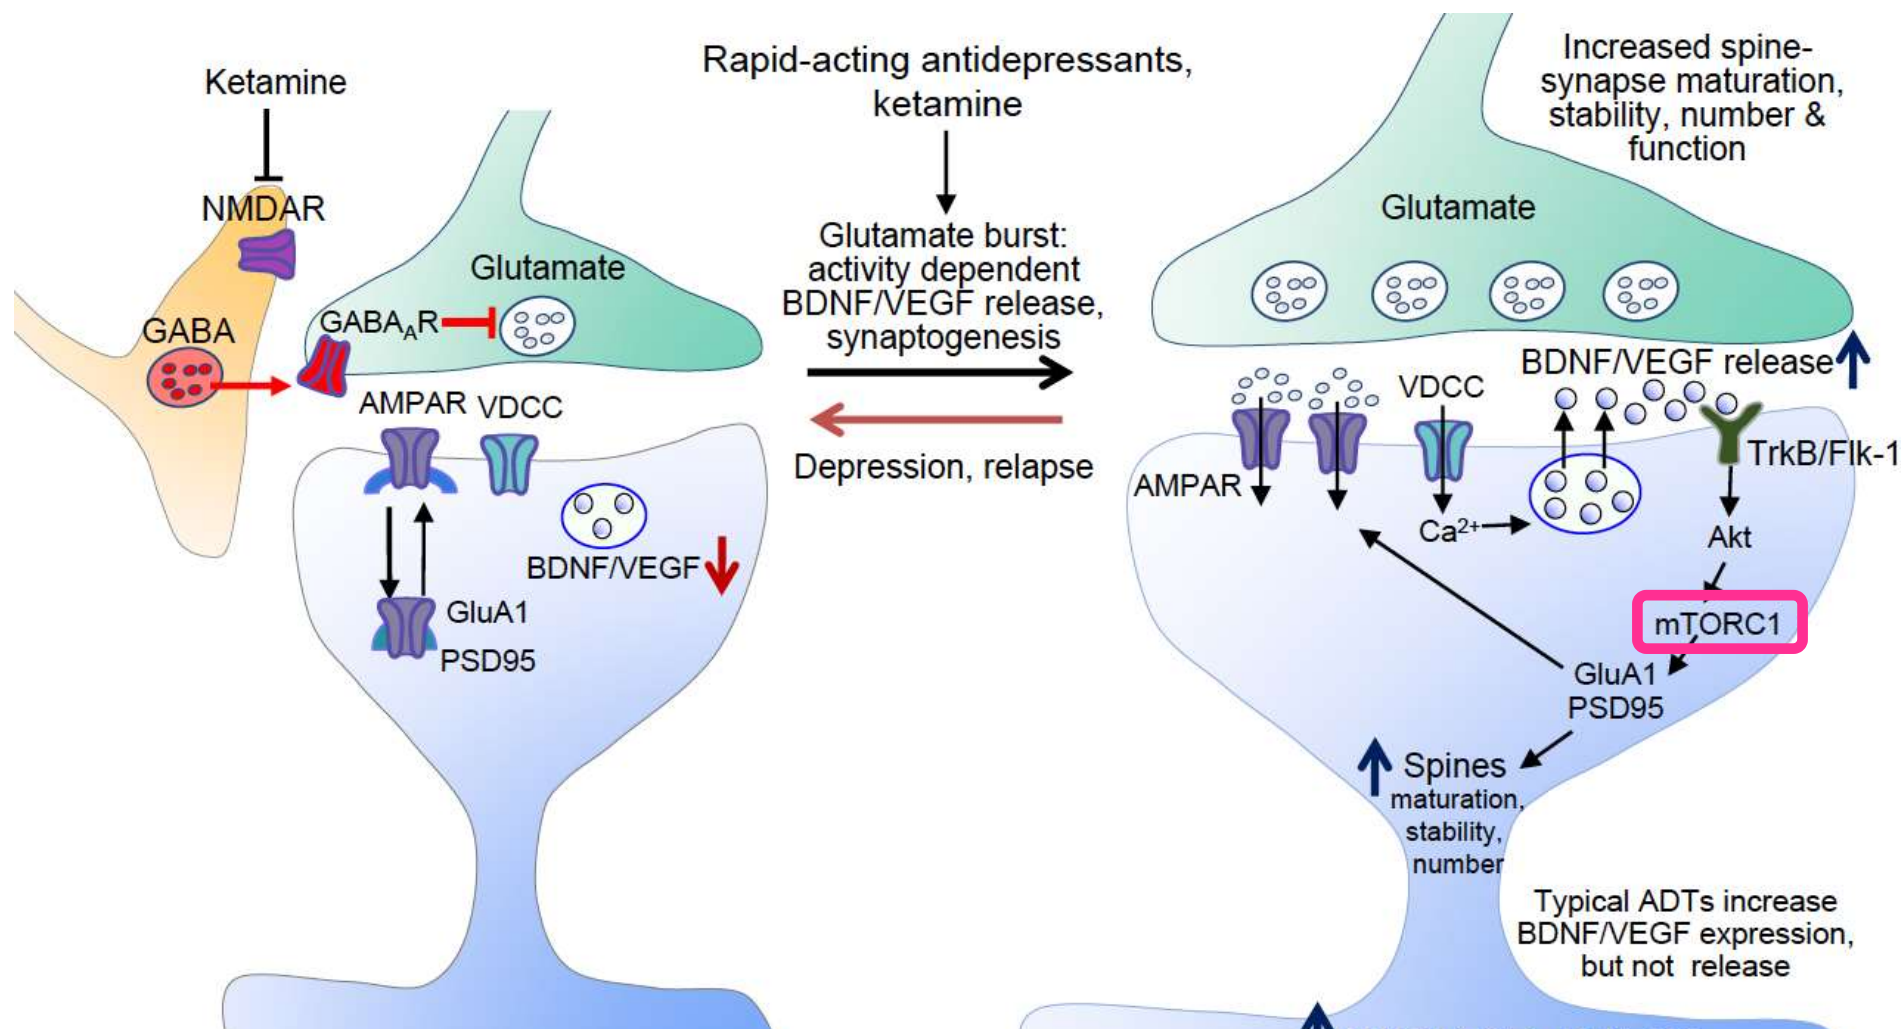 Ketamine
NMDAR
GABA
Glutamate
GABA_AR
AMPAR VDCC
BDNF/VEGF
GluA1
PSD95
Rapid-acting antidepressants,
ketamine
Glutamate burst:
activity dependent
BDNF/VEGF release,
synaptogenesis
Depression, relapse
Increased spine-
synapse maturation,
stability, number &
function
Glutamate
BDNF/VEGF release
VDCC
AMPAR
Ca2+
TrkB/Flk-1
Akt
mTORC1
GluA1
PSD95
Spines
maturation,
stability,
number
Typical ADTs increase
BDNF/VEGF expression,
but not release